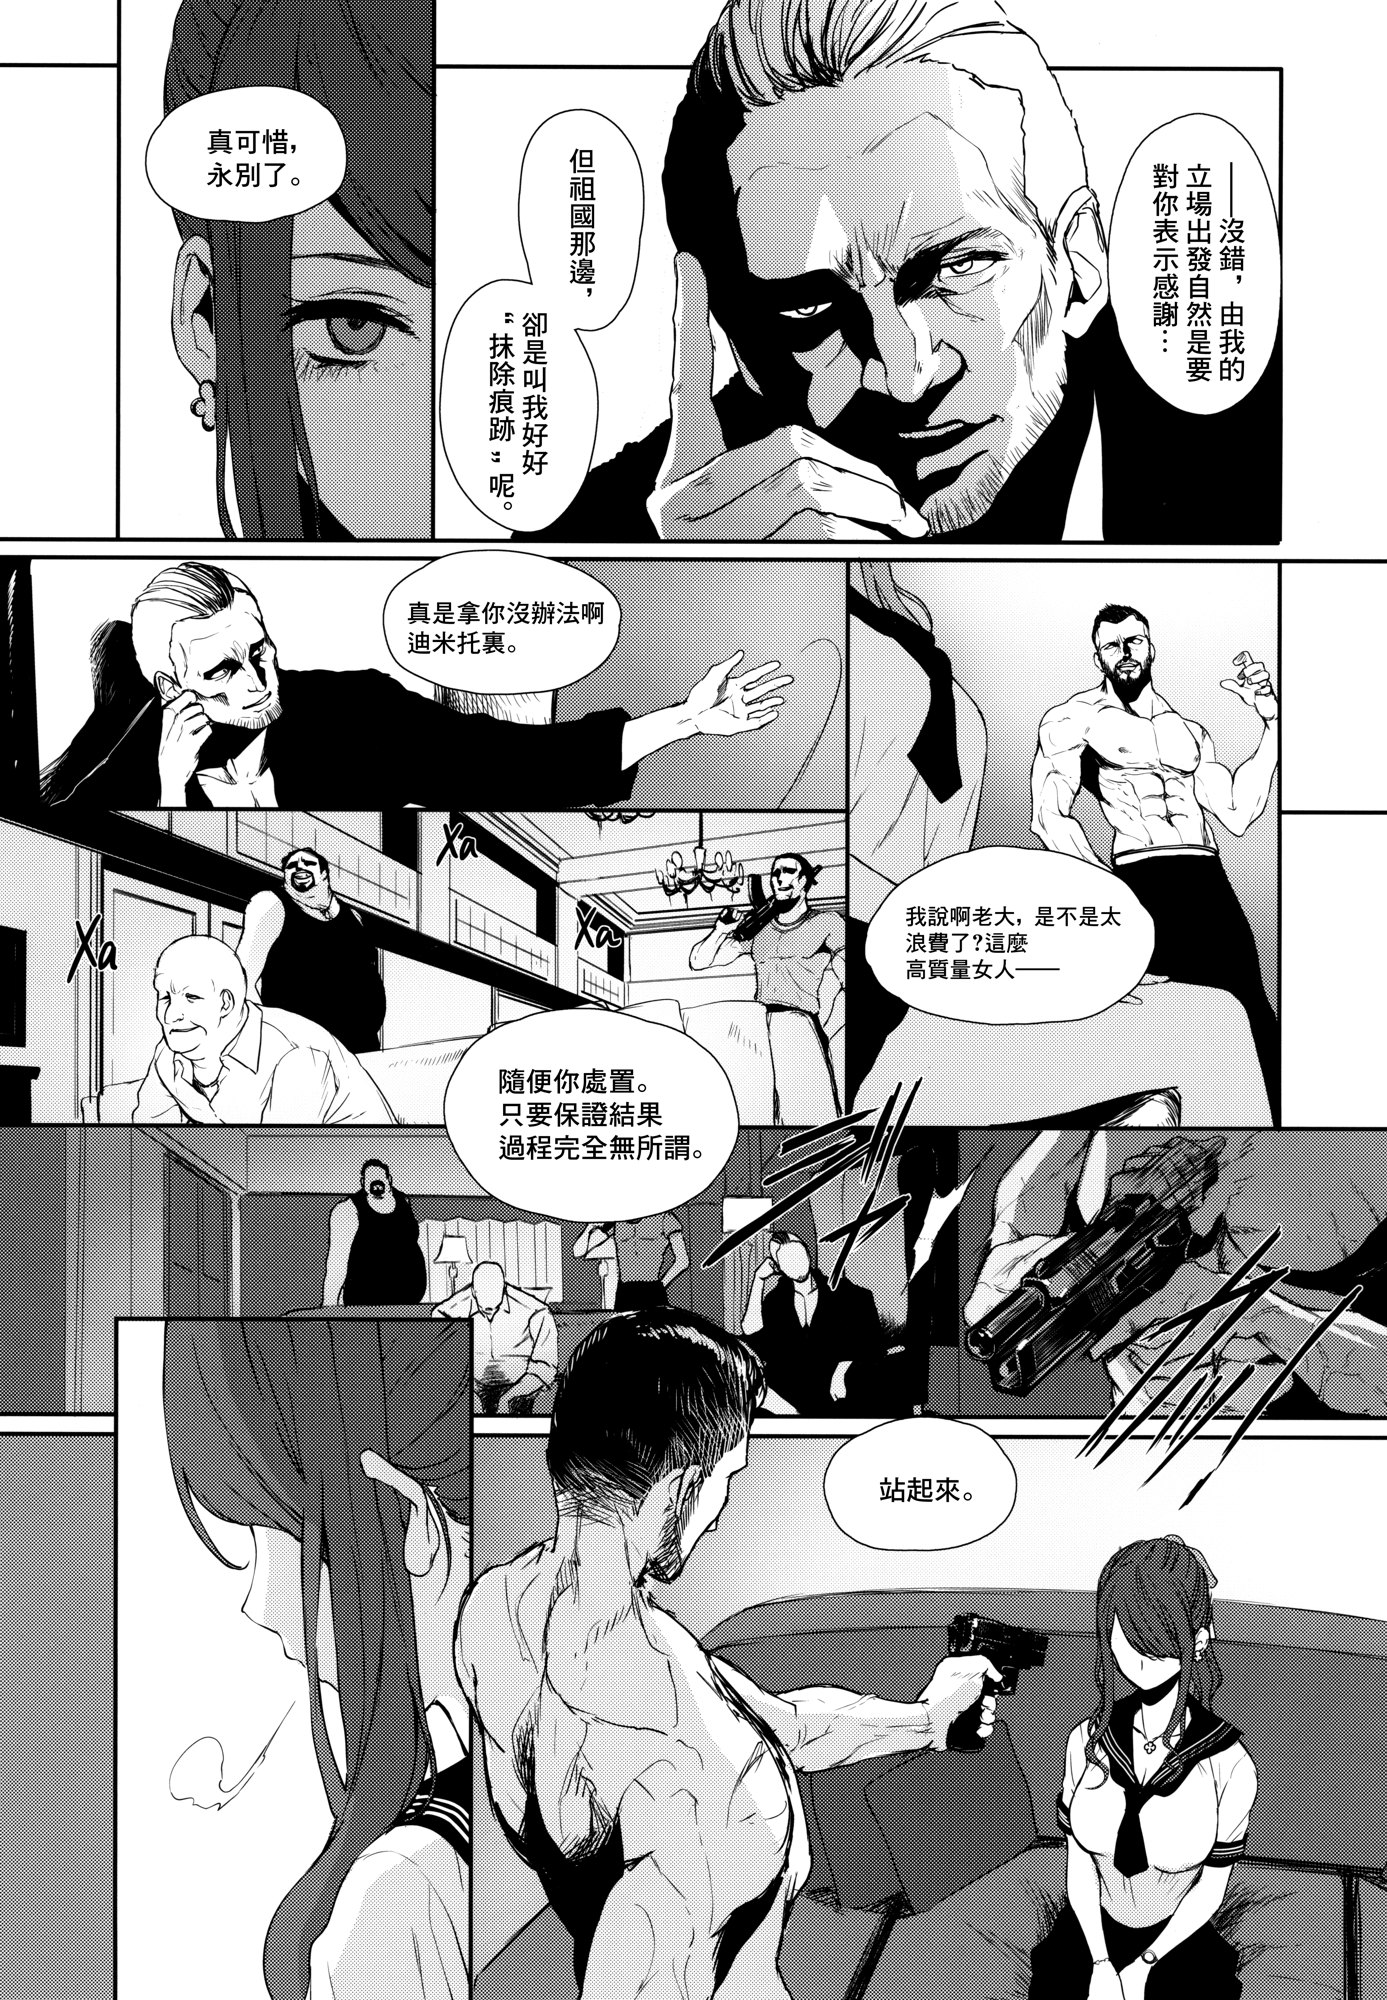 ——沒錯，由我的
立場出發自然是要
對你表示感謝…
但祖國那邊，
卻是叫我好好
“抹除痕跡”呢。
真可惜，
永別了。
我說啊老大，是不是太
浪費了?這麼
高質量女人——
真是拿你沒辦法啊
迪米托裏。
Xa
Xa
Xa
隨便你處置。
只要保證結果
過程完全無所謂。
站起來。